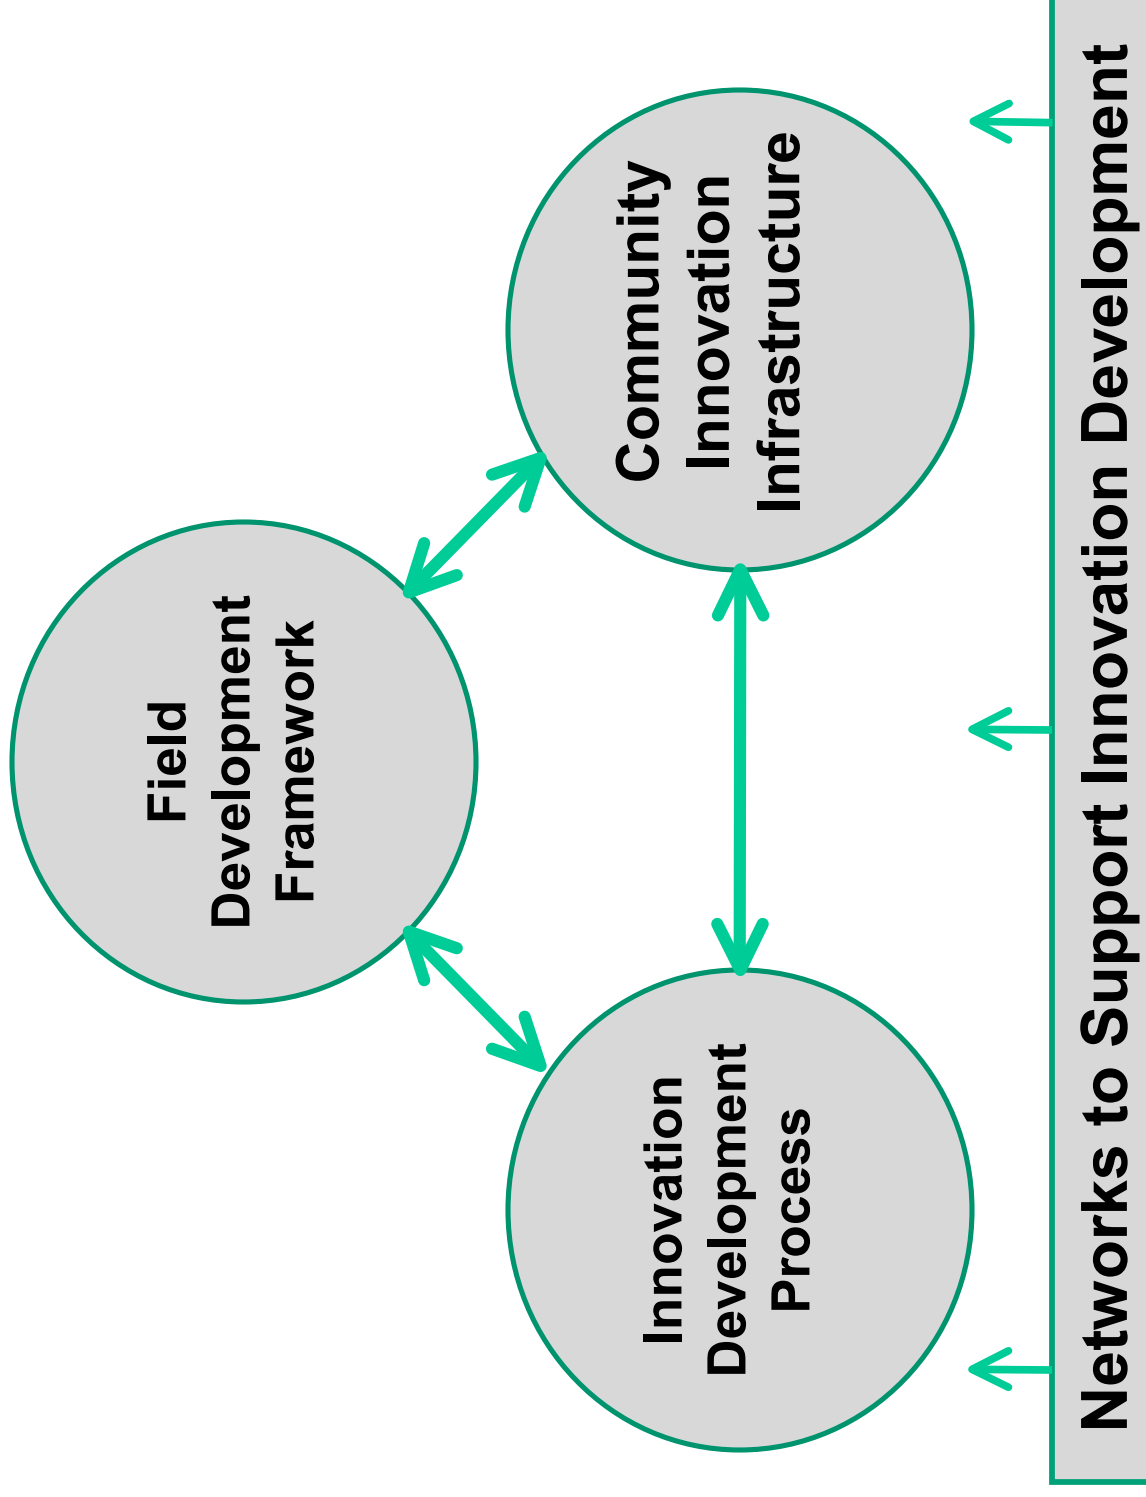 Field
Development
Framework
Innovation
Development
Process
Community
Innovation
Infrastructure
Networks to Support Innovation Development